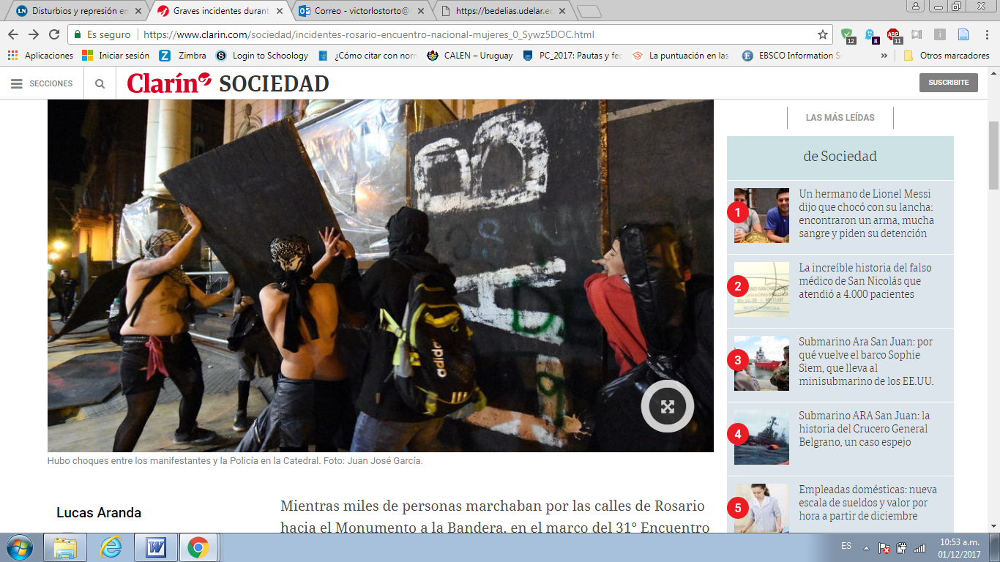 Disturbios y represión en
Graves incidentes durant
Correo - victorlostorto@
https://bedelias.udelar.ec
Es seguro
https://www.clarin.com/sociedad/incidentes-rosario-encuentro-nacional-mujeres_0_Sywz5DOC.html
12
8
ABP
11
Aplicaciones
Iniciar sesión
Zimbra
Login to Schoology
¿Cómo citar con norn
CALEN – Uruguay
PC_2017: Pautas y fec
La puntuación en las
EBSCO Information S
»
Otros marcadores
SECCIONES
Clarín SOCIEDAD
SUSCRIBITE
LAS MÁS LEÍDAS
de Sociedad
1
Un hermano de Lionel Messi
dijo que chocó con su lancha:
encontraron un arma, mucha
sangre y piden su detención
2
La increíble historia del falso
médico de San Nicolás que
atendió a 4.000 pacientes
3
Submarino Ara San Juan: por
qué vuelve el barco Sophie
Siem, que lleva al
minisubmarino de los EE.UU.
4
Submarino ARA San Juan: la
historia del Crucero General
Belgrano, un caso espejo
5
Empleadas domésticas: nueva
escala de sueldos y valor por
hora a partir de diciembre
adidas
Hubo choques entre los manifestantes y la Policía en la Catedral. Foto: Juan José García.
Lucas Aranda
Mientras miles de personas marchaban por las calles de Rosario
hacia el Monumento a la Bandera, en el marco del 31° Encuentro
ES
10:53 a.m.
01/12/2017